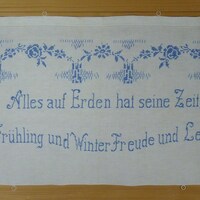 Alles auf Erden hat seine Zeit
Frühling und Winter Freude und Le